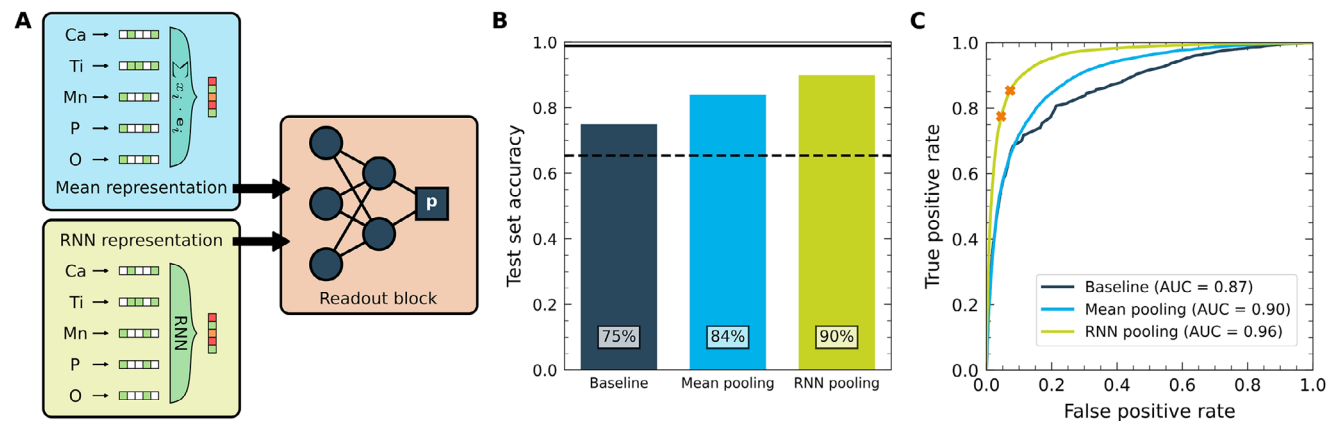 A
Ca
Ti
Mn
P
O
∑ x_i · e_i
Mean representation
RNN representation
Ca
Ti
Mn
P
O
RNN
p
Readout block
B
Test set accuracy
1.0
0.8
0.6
0.4
0.2
0.0
75%
84%
90%
Baseline
Mean pooling
RNN pooling
C
True positive rate
1.0
0.8
0.6
0.4
0.2
0.0
Baseline (AUC = 0.87)
Mean pooling (AUC = 0.90)
RNN pooling (AUC = 0.96)
0.0 0.2 0.4 0.6 0.8 1.0
False positive rate